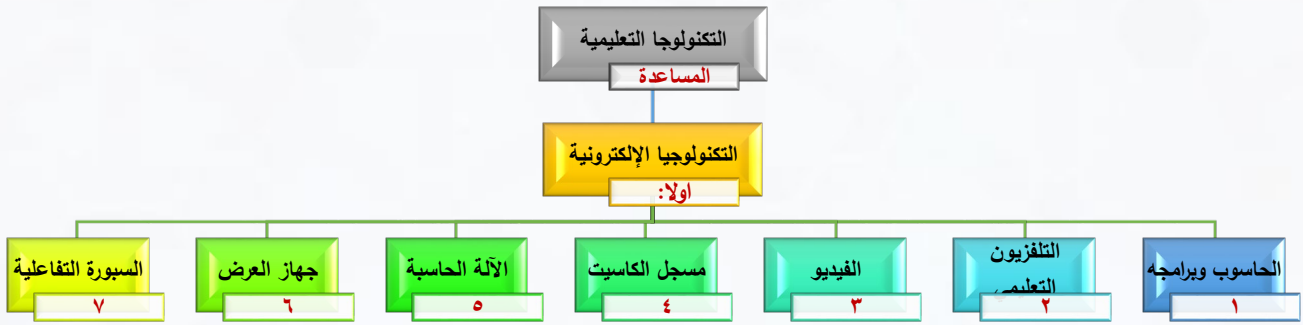 التكنولوجا التعليمية
المساعدة
التكنولوجيا الإلكترونية
اولا:
الحاسوب وبرامجه
١
التلفزيون
التعليمي
٢
الفيديو
٣
مسجل الكاسيت
٤
الآلة الحاسبة
٥
جهاز العرض
٦
السبورة التفاعلية
٧